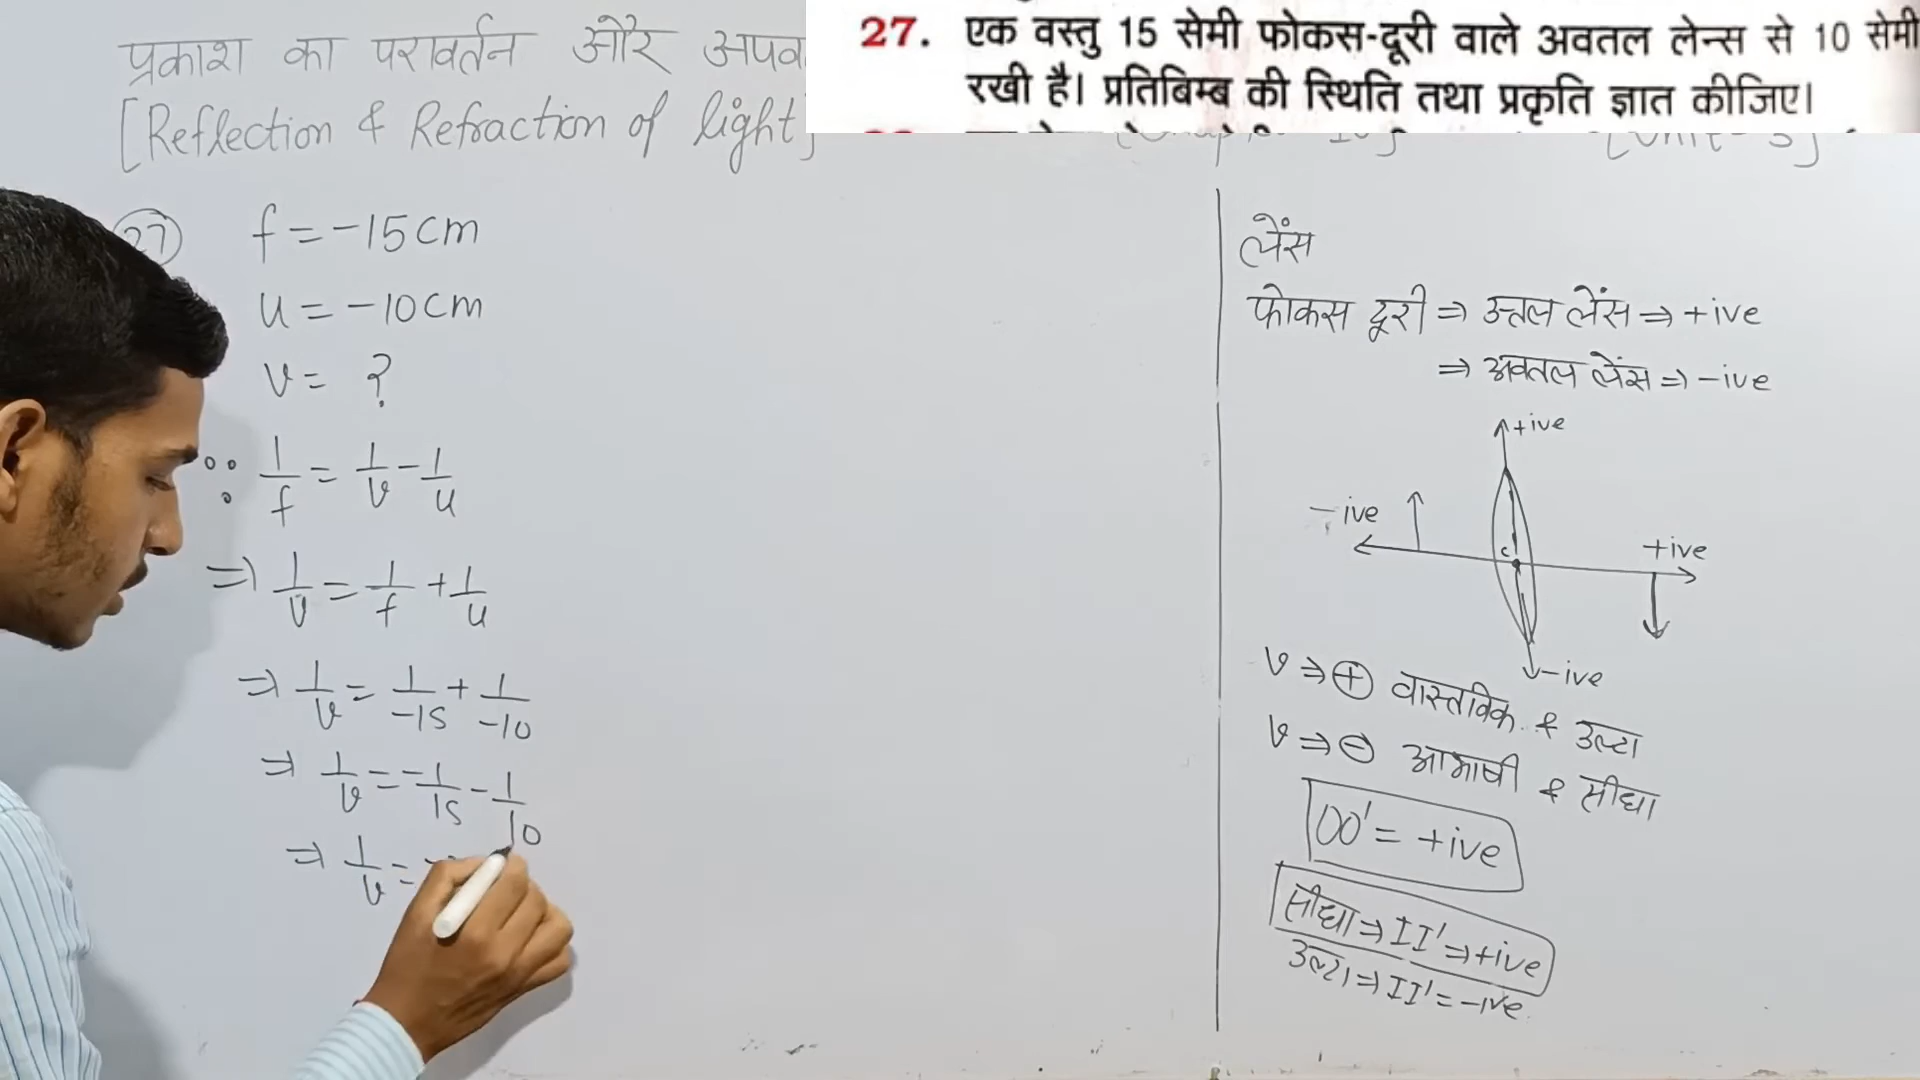 प्रकाश का परावर्तन और अपव
[Reflection & Refraction of light]
27. एक वस्तु 15 सेमी फोकस-दूरी वाले अवतल लेन्स से 10 सेमी
रखी है। प्रतिबिम्ब की स्थिति तथा प्रकृति ज्ञात कीजिए।
27) f = -15 cm
u = -10 cm
v = ?
∵ 1/f = 1/v - 1/u
⇒ 1/v = 1/f + 1/u
⇒ 1/v = 1/-15 + 1/-10
⇒ 1/v = -1/15 - 1/10
⇒ 1/v = -
लेंस
फोकस दूरी ⇒ उत्तल लेंस ⇒ +ive
⇒ अवतल लेंस ⇒ -ive
+ive
-ive
c
+ive
-ive
v ⇒ ⊕ वास्तविक & उल्टा
v ⇒ ⊖ आभाषी & सीधा
OO' = +ive
सीधा ⇒ II' ⇒ +ive
उल्टा ⇒ II' = -ive